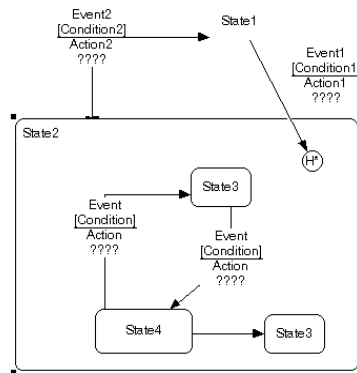 Event2
[Condition2]
Action2
????
State1
Event1
[Condition1
Action1
????
State2
H*
State3
Event
[Condition]
Action
????
Event
[Condition]
Action
????
State4
State3